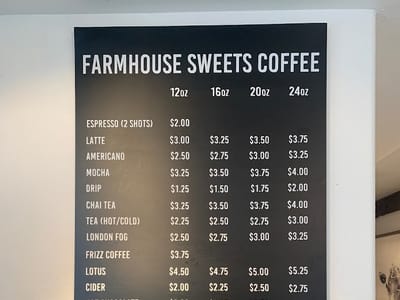 FARMHOUSE SWEETS COFFEE
12oz 16oz 20oz 24oz
ESPRESSO (2 SHOTS) $2.00
LATTE $3.00 $3.25 $3.50 $3.75
AMERICANO $2.50 $2.75 $3.00 $3.25
MOCHA $3.25 $3.50 $3.75 $4.00
DRIP $1.25 $1.50 $1.75 $2.00
CHAI TEA $3.25 $3.50 $3.75 $4.00
TEA (HOT/COLD) $2.25 $2.50 $2.75 $3.00
LONDON FOG $2.50 $2.75 $3.00 $3.25
FRIZZ COFFEE $3.75
LOTUS $4.50 $4.75 $5.00 $5.25
CIDER $2.00 $2.25 $2.50 $2.75